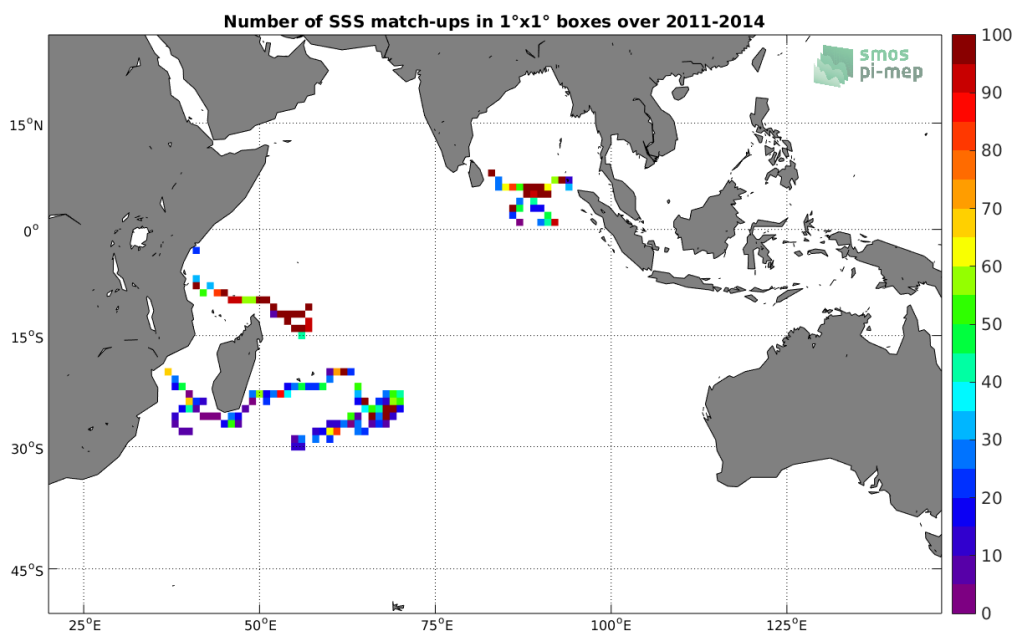 Number of SSS match-ups in 1°x1° boxes over 2011-2014
smos
pi-mep
15°N
0°
15°S
30°S
45°S
25°E
50°E
75°E
100°E
125°E
100
90
80
70
60
50
40
30
20
10
0